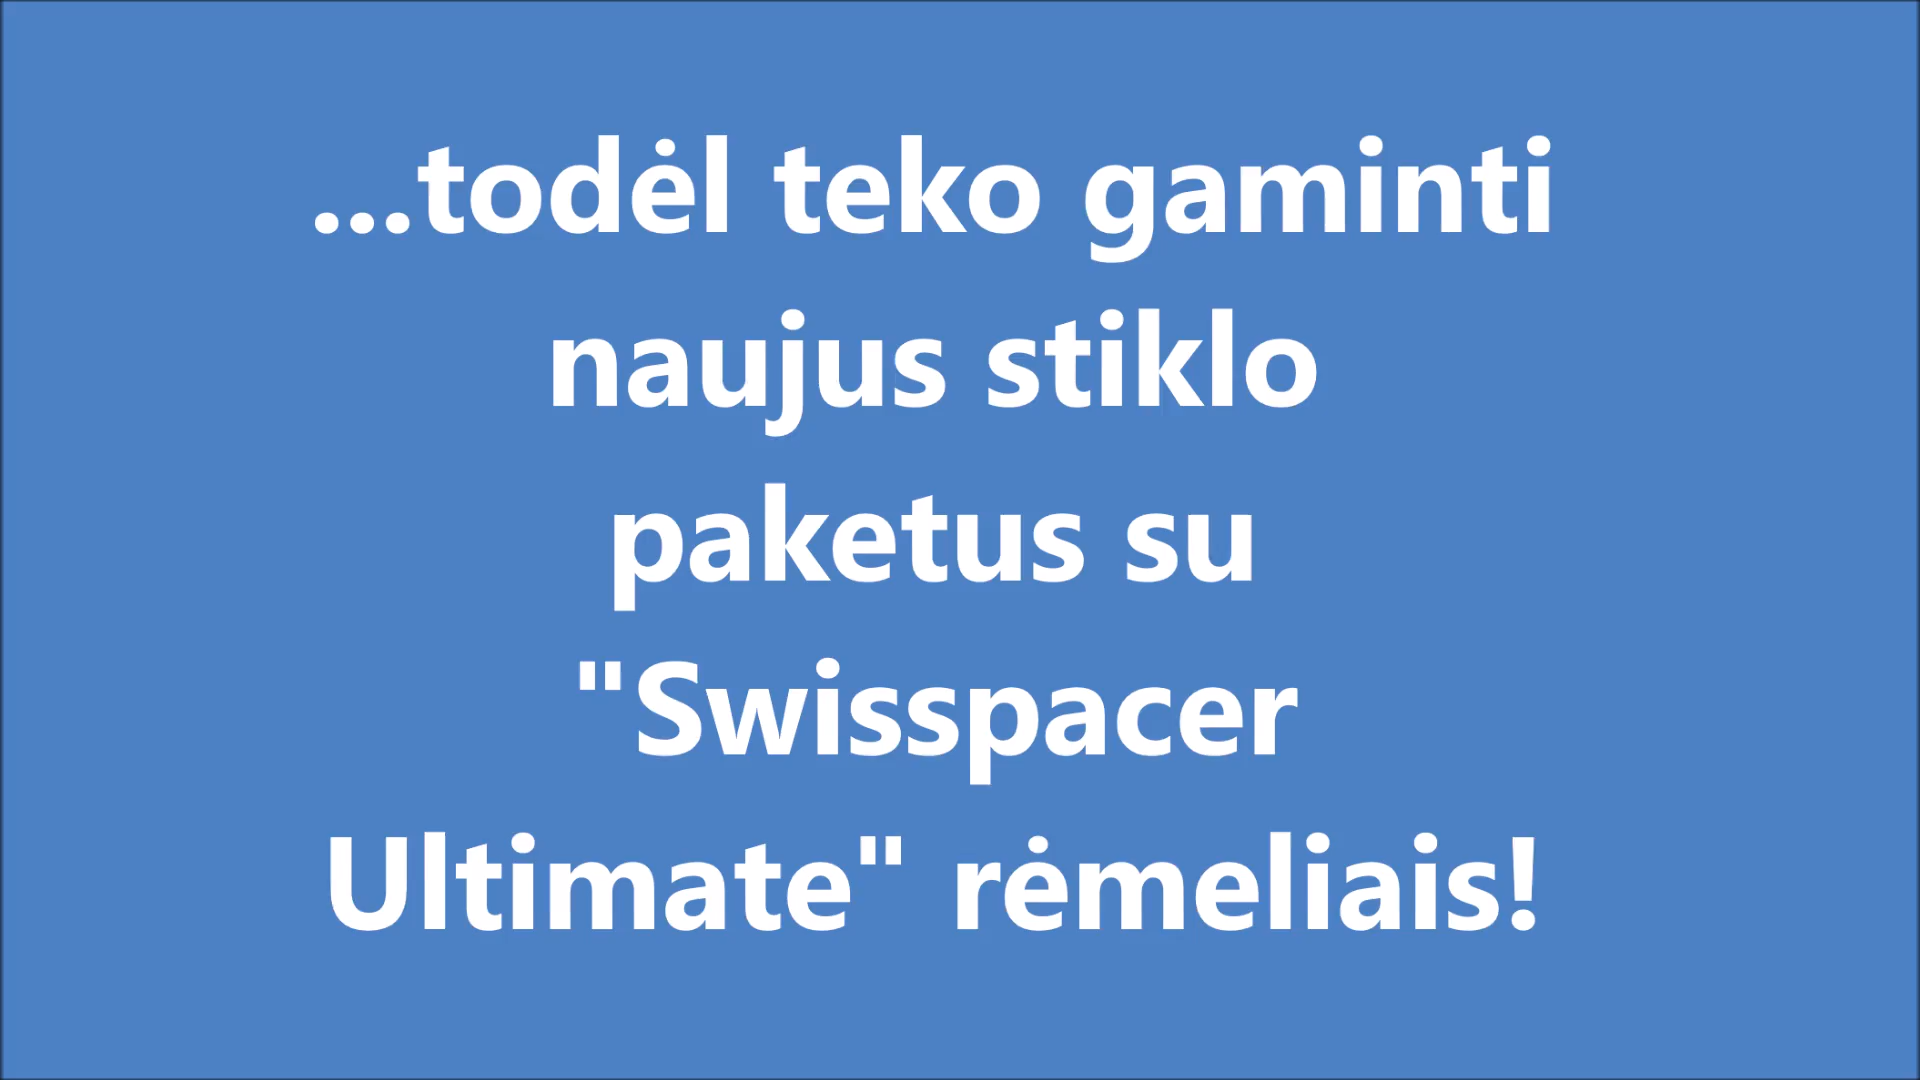 ...todėl teko gaminti
naujus stiklo
paketus su
"Swisspacer
Ultimate" rėmeliais!